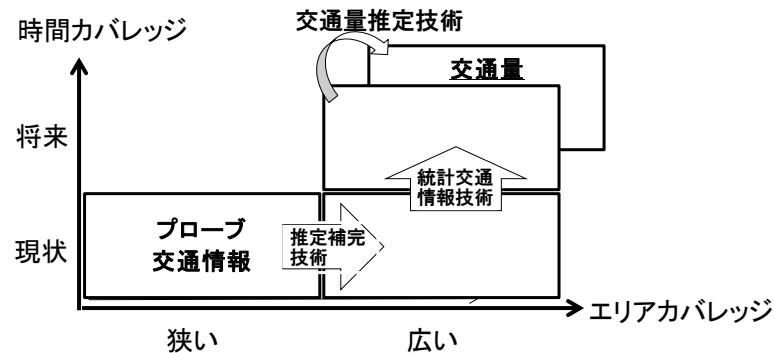 交通量推定技術
時間カバレッジ
交通量
将来
統計交通
情報技術
プローブ
交通情報
推定補完
技術
現状
エリアカバレッジ
狭い
広い